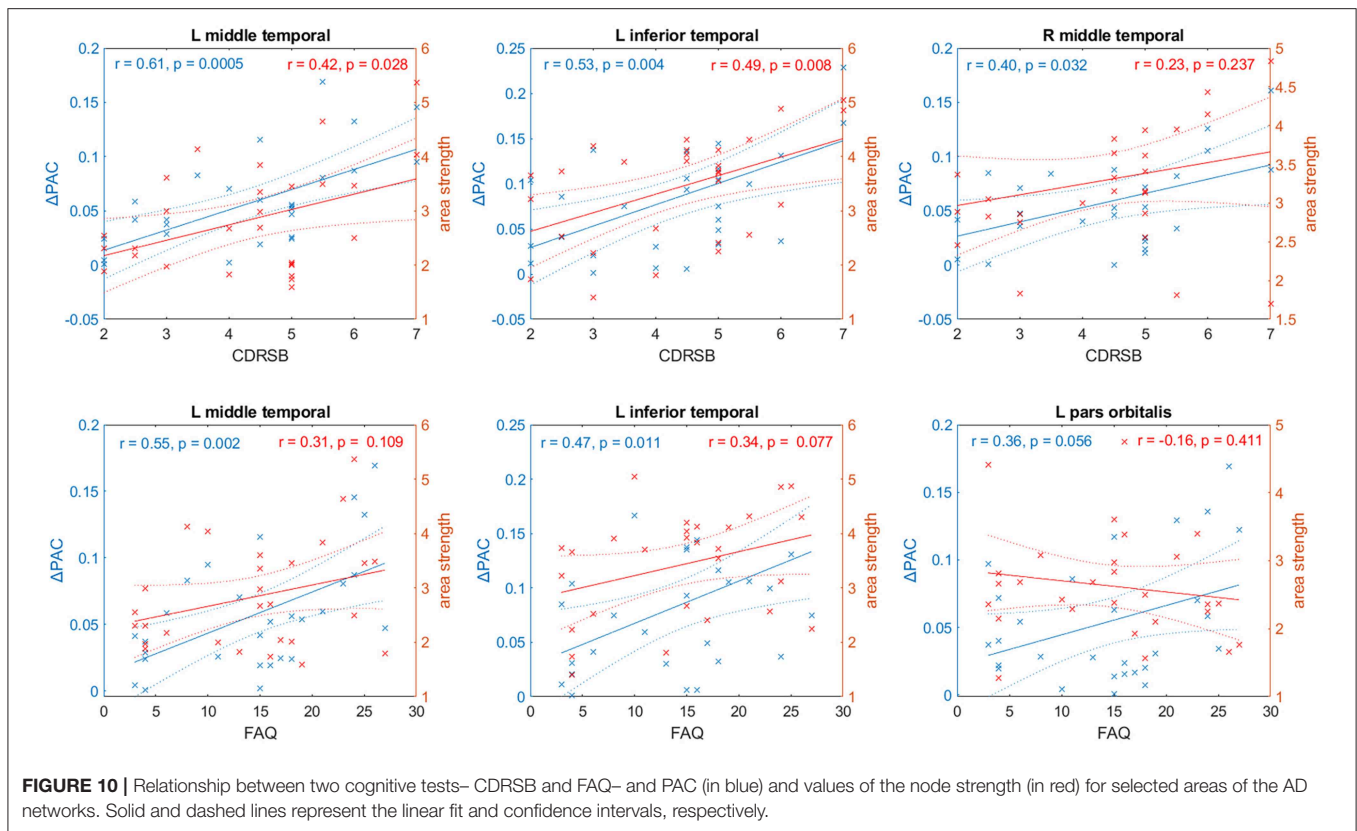 L middle temporal
r = 0.61, p = 0.0005
r = 0.42, p = 0.028
0.2
0.15
0.1
0.05
0
-0.05
ΔPAC
6
5
4
3
2
1
area strength
2 3 4 5 6 7
CDRSB
L inferior temporal
r = 0.53, p = 0.004
r = 0.49, p = 0.008
0.25
0.2
0.15
0.1
0.05
0
-0.05
ΔPAC
6
5
4
3
2
1
area strength
2 3 4 5 6 7
CDRSB
R middle temporal
r = 0.40, p = 0.032
r = 0.23, p = 0.237
0.2
0.15
0.1
0.05
0
-0.05
ΔPAC
5
4.5
4
3.5
3
2.5
2
1.5
area strength
2 3 4 5 6 7
CDRSB
L middle temporal
r = 0.55, p = 0.002
r = 0.31, p = 0.109
0.2
0.15
0.1
0.05
0
ΔPAC
6
5
4
3
2
1
area strength
0 5 10 15 20 25 30
FAQ
L inferior temporal
r = 0.47, p = 0.011
r = 0.34, p = 0.077
0.25
0.2
0.15
0.1
0.05
0
ΔPAC
6
5
4
3
2
1
area strength
0 5 10 15 20 25 30
FAQ
L pars orbitalis
r = 0.36, p = 0.056
r = -0.16, p = 0.411
0.2
0.15
0.1
0.05
0
ΔPAC
5
4
3
2
1
area strength
0 5 10 15 20 25 30
FAQ
FIGURE 10 | Relationship between two cognitive tests– CDRSB and FAQ– and PAC (in blue) and values of the node strength (in red) for selected areas of the AD
networks. Solid and dashed lines represent the linear fit and confidence intervals, respectively.